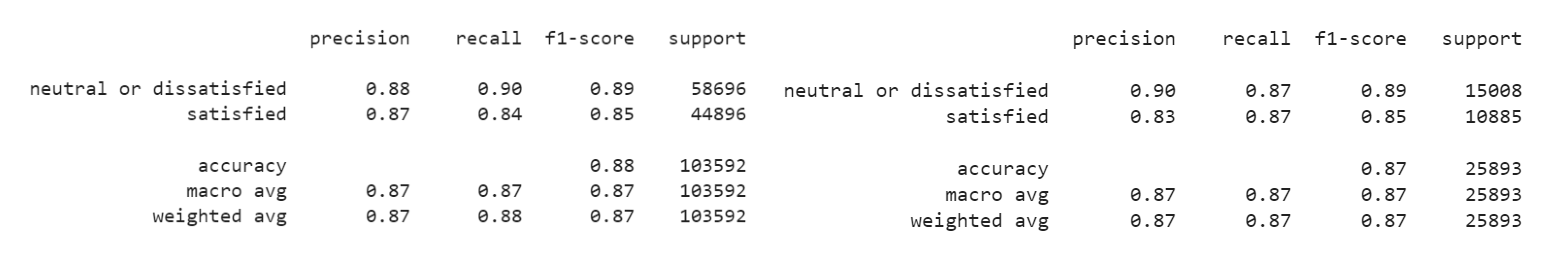 precision recall f1-score support
neutral or dissatisfied 0.88 0.90 0.89 58696
satisfied 0.87 0.84 0.85 44896
accuracy 0.88 103592
macro avg 0.87 0.87 0.87 103592
weighted avg 0.87 0.88 0.87 103592
precision recall f1-score support
neutral or dissatisfied 0.90 0.87 0.89 15008
satisfied 0.83 0.87 0.85 10885
accuracy 0.87 25893
macro avg 0.87 0.87 0.87 25893
weighted avg 0.87 0.87 0.87 25893